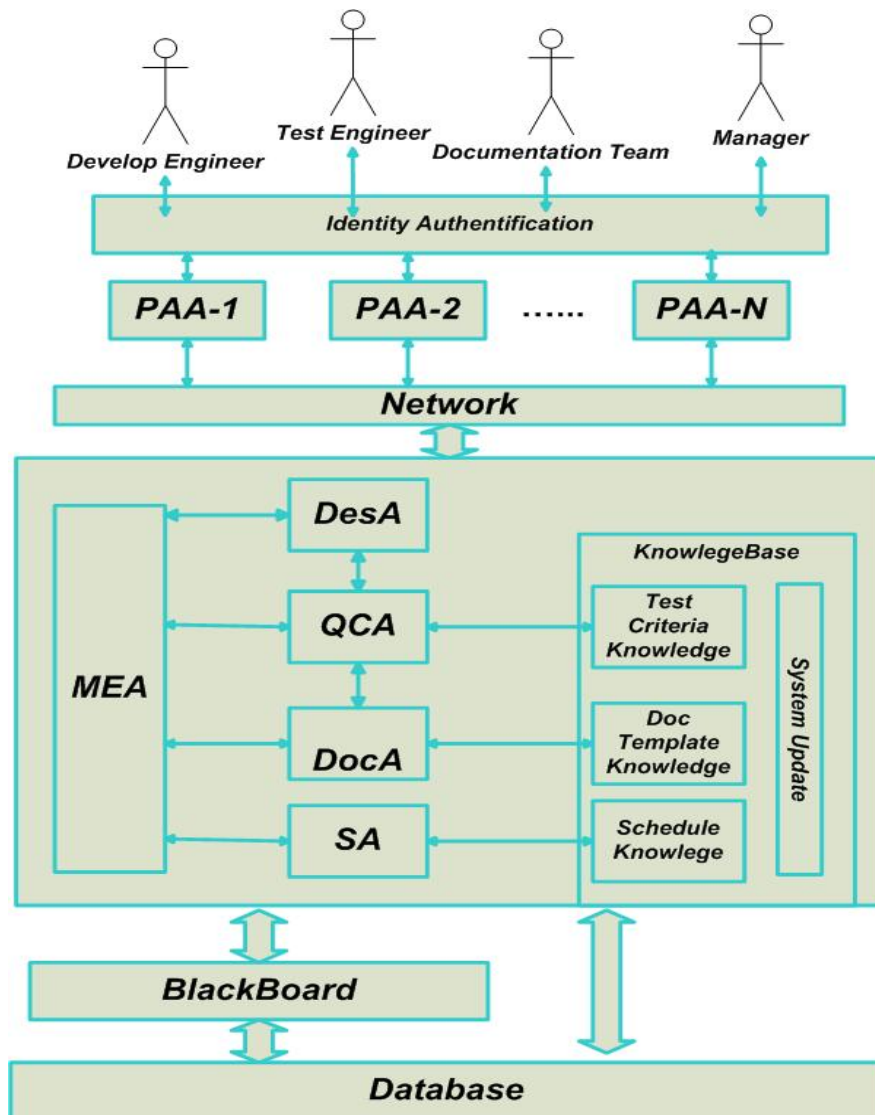 Develop Engineer
Test Engineer
Documentation Team
Manager
Identity Authentification
PAA-1
PAA-2
......
PAA-N
Network
MEA
DesA
QCA
DocA
SA
KnowlegeBase
Test
Criteria
Knowledge
Doc
Template
Knowledge
Schedule
Knowlege
System Update
BlackBoard
Database